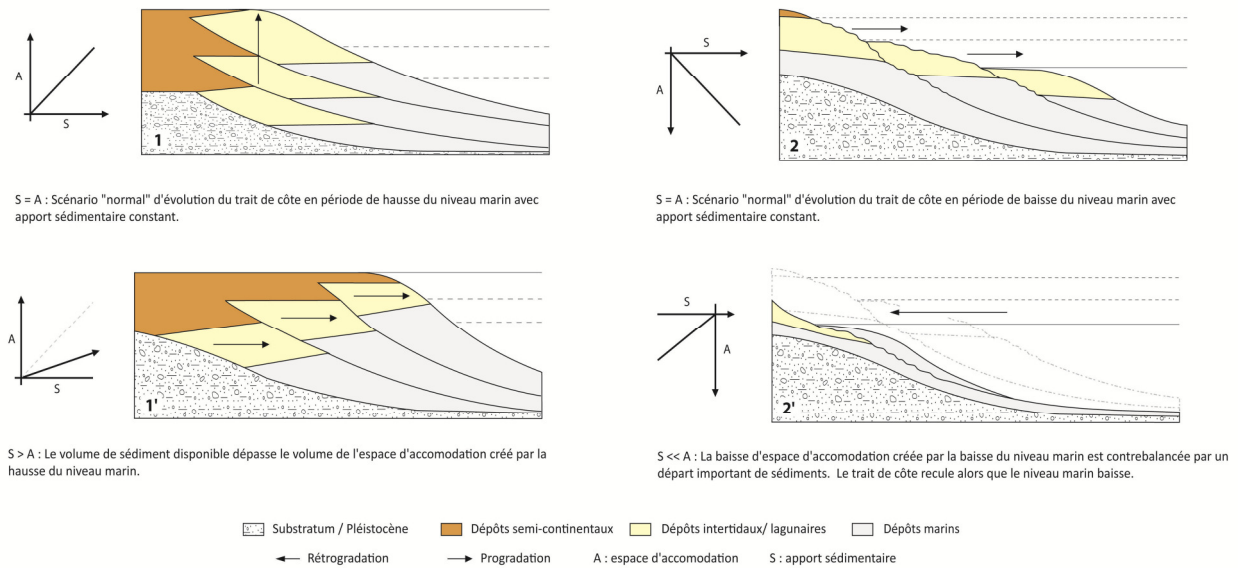 A
S
1
S
A
2
S = A : Scénario "normal" d'évolution du trait de côte en période de hausse du niveau marin avec
apport sédimentaire constant.
S = A : Scénario "normal" d'évolution du trait de côte en période de baisse du niveau marin avec
apport sédimentaire constant.
A
S
1'
S
A
2'
S > A : Le volume de sédiment disponible dépasse le volume de l'espace d'accomodation créé par la
hausse du niveau marin.
S << A : La baisse d'espace d'accomodation créée par la baisse du niveau marin est contrebalancée par un
départ important de sédiments. Le trait de côte recule alors que le niveau marin baisse.
Substratum / Pléistocène Dépôts semi-continentaux Dépôts intertidaux/ lagunaires Dépôts marins
Rétrogradation Progradation A : espace d'accomodation S : apport sédimentaire